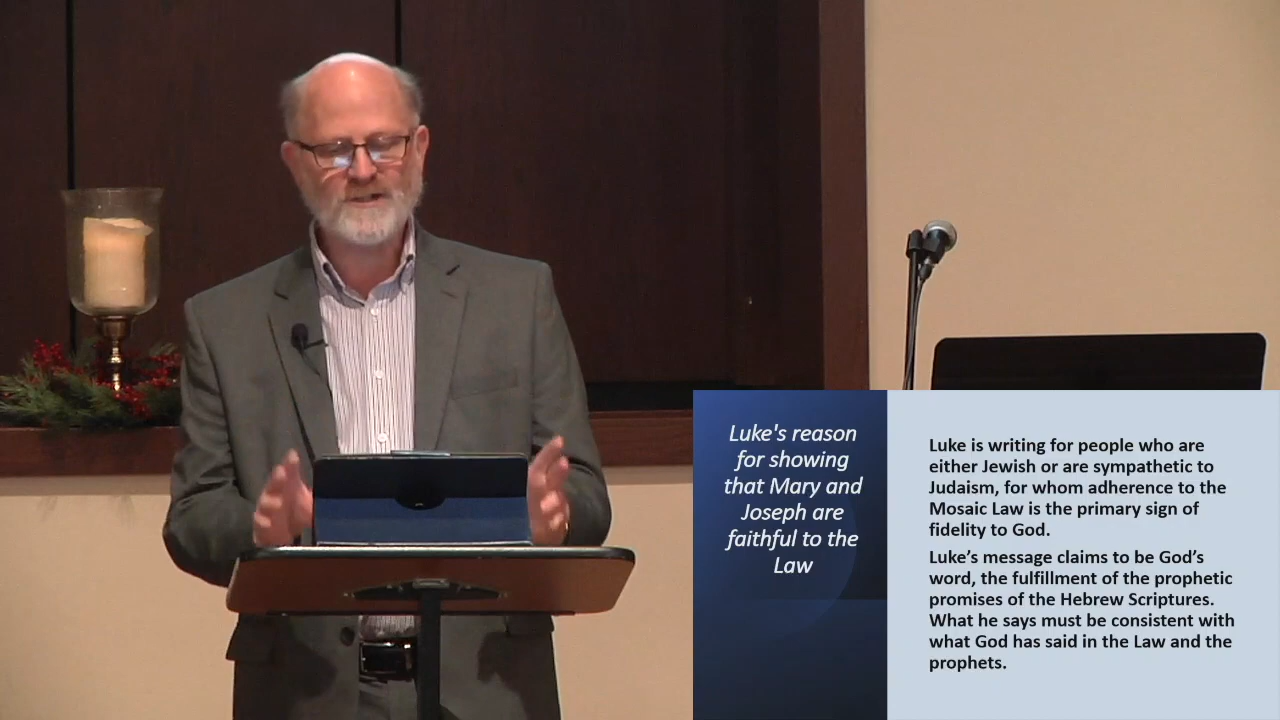 Luke's reason
for showing
that Mary and
Joseph are
faithful to the
Law
Luke is writing for people who are
either Jewish or are sympathetic to
Judaism, for whom adherence to the
Mosaic Law is the primary sign of
fidelity to God.
Luke’s message claims to be God’s
word, the fulfillment of the prophetic
promises of the Hebrew Scriptures.
What he says must be consistent with
what God has said in the Law and the
prophets.